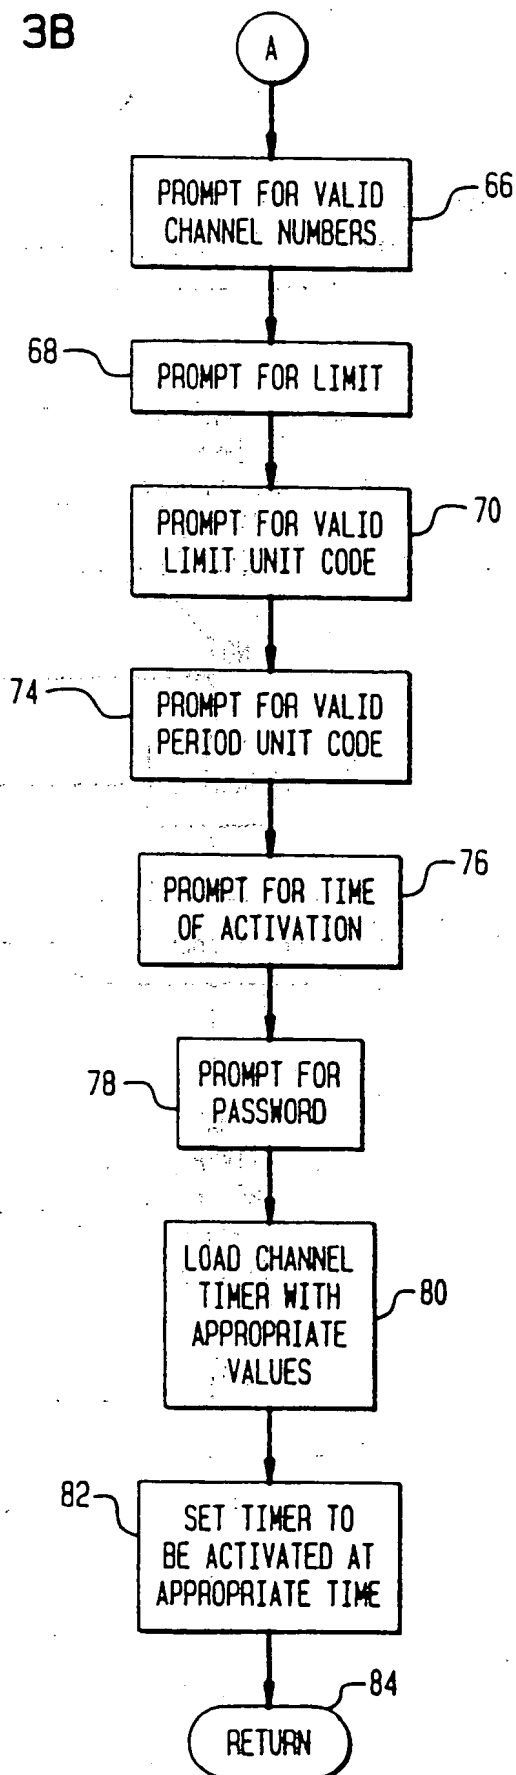 3B
A
PROMPT FOR VALID
CHANNEL NUMBERS
66
68
PROMPT FOR LIMIT
PROMPT FOR VALID
LIMIT UNIT CODE
70
74
PROMPT FOR VALID
PERIOD UNIT CODE
PROMPT FOR TIME
OF ACTIVATION
76
78
PROMPT FOR
PASSWORD
LOAD CHANNEL
TIMER WITH
APPROPRIATE
VALUES
80
82
SET TIMER TO
BE ACTIVATED AT
APPROPRIATE TIME
84
RETURN